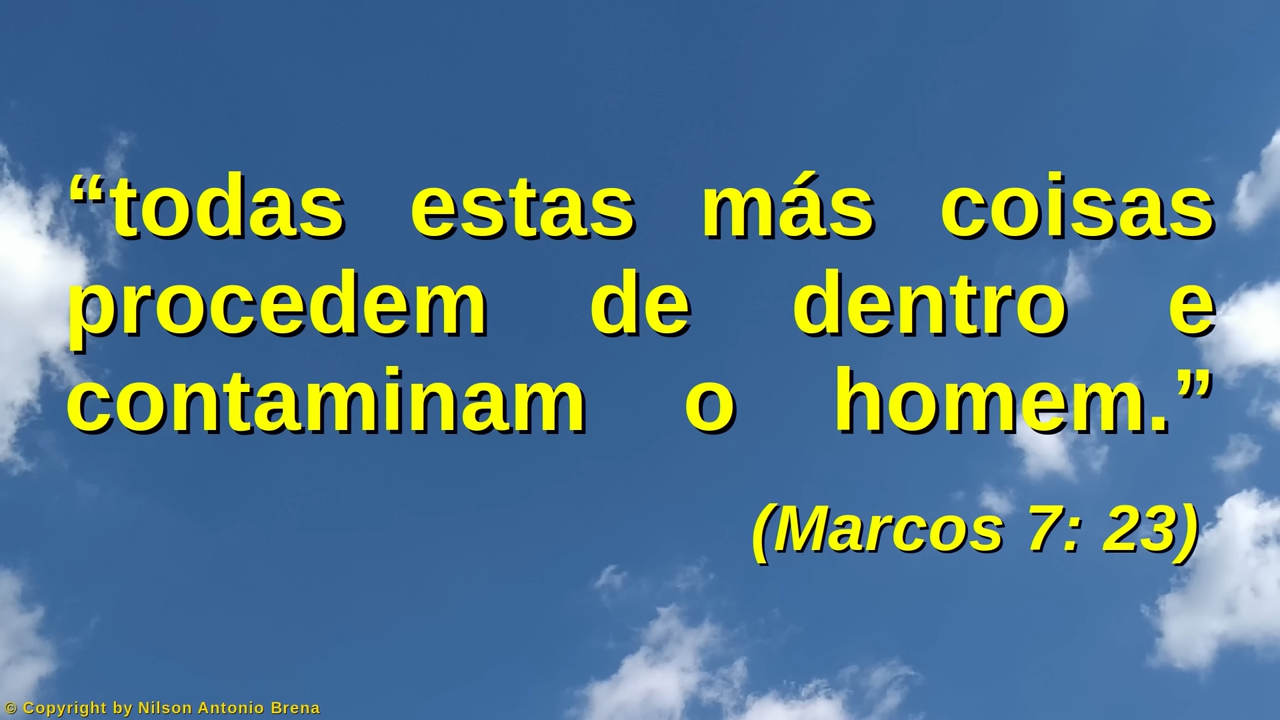 “todas estas más coisas
procedem de dentro e
contaminam o homem.”
(Marcos 7: 23)
© Copyright by Nilson Antonio Brena